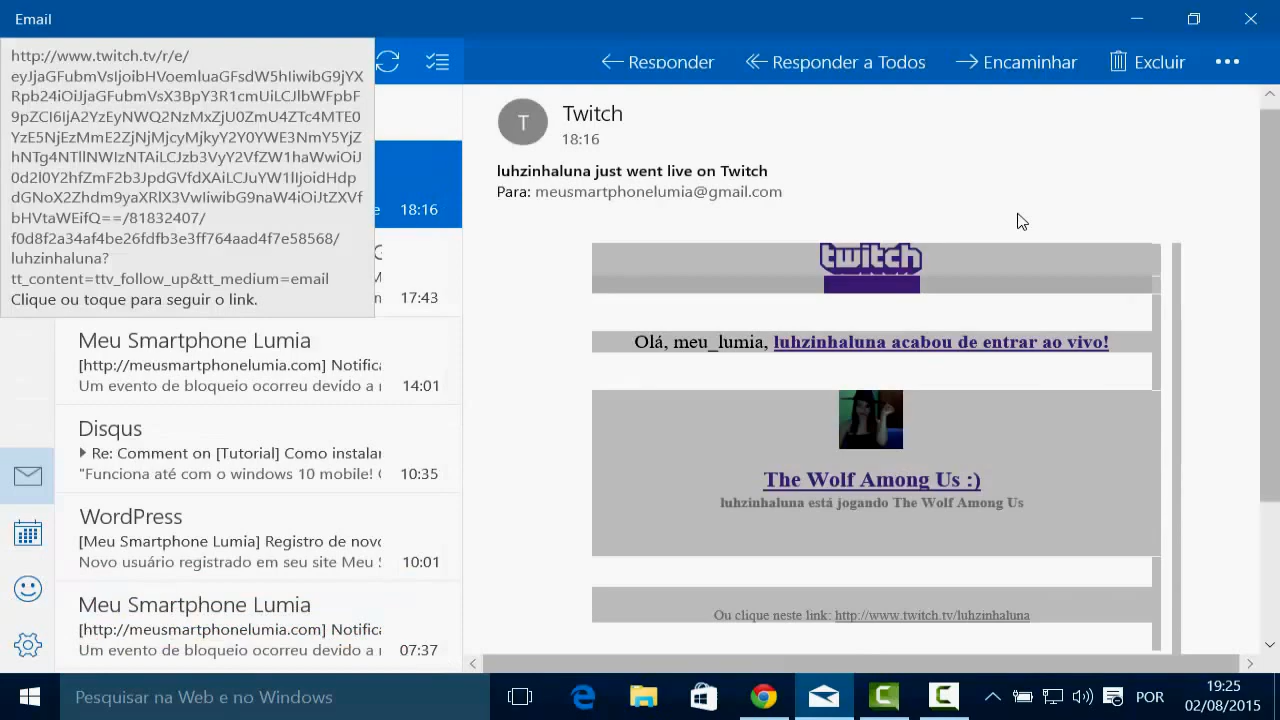 Email
http://www.twitch.tv/r/e/
eyJjaGFubmVsIjoibHVoemluaGFsdW5hIiwibG9jYX
Rpb24iOiJjaGFubmVsX3BpY3R1cmUiLCJlbWFpbF
9pZCI6IjA2YzEyNWQ2NzMxZjU0ZmU4ZTc4MTE0
YzE5NjEzMmE2ZjNjMjcyMjkyY2Y0YWE3NmY5YjZ
hNTg4NTllNWIzNTAiLCJzb3VyY2VfZW1haWwiOiJ
0d2l0Y2hfZmF2b3JpdGVfdXAiLCJuYW1lIjoidHdp
dGNoX2Zhdm9yaXRlX3VwIiwibG9naW4iOiJtZXVf
bHVtaWEifQ==/81832407/
f0d8f2a34af4be26fdfb3e3ff764aad4f7e58568/
luhzinhaluna?
tt_content=ttv_follow_up&tt_medium=email
Clique ou toque para seguir o link.
e 18:16
17:43
Meu Smartphone Lumia
[http://meusmartphonelumia.com] Notifica
Um evento de bloqueio ocorreu devido a 14:01
Disqus
Re: Comment on [Tutorial] Como instalar
"Funciona até com o windows 10 mobile! 10:35
WordPress
[Meu Smartphone Lumia] Registro de novo
Novo usuário registrado em seu site Meu 10:01
Meu Smartphone Lumia
[http://meusmartphonelumia.com] Notifica
Um evento de bloqueio ocorreu devido a 07:37
Responder Responder a Todos Encaminhar Excluir
T Twitch
18:16
luhzinhaluna just went live on Twitch
Para: meusmartphonelumia@gmail.com
twitch
Olá, meu_lumia, luhzinhaluna acabou de entrar ao vivo!
The Wolf Among Us :)
luhzinhaluna está jogando The Wolf Among Us
Ou clique neste link: http://www.twitch.tv/luhzinhaluna
Pesquisar na Web e no Windows
POR
19:25
02/08/2015